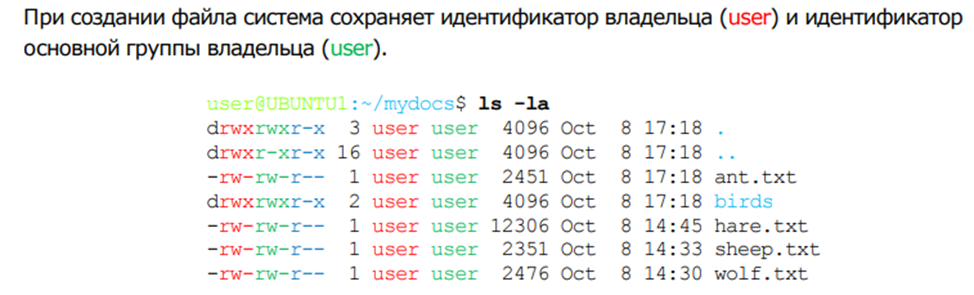 При создании файла система сохраняет идентификатор владельца (user) и идентификатор
основной группы владельца (user).
user@UBUNTU1:~/mydocs$ ls -la
drwxrwxr-x  3 user user  4096 Oct  8 17:18 .
drwxr-xr-x 16 user user  4096 Oct  8 17:18 ..
-rw-rw-r--  1 user user  2451 Oct  8 17:18 ant.txt
drwxrwxr-x  2 user user  4096 Oct  8 17:18 birds
-rw-rw-r--  1 user user 12306 Oct  8 14:45 hare.txt
-rw-rw-r--  1 user user  2351 Oct  8 14:33 sheep.txt
-rw-rw-r--  1 user user  2476 Oct  8 14:30 wolf.txt